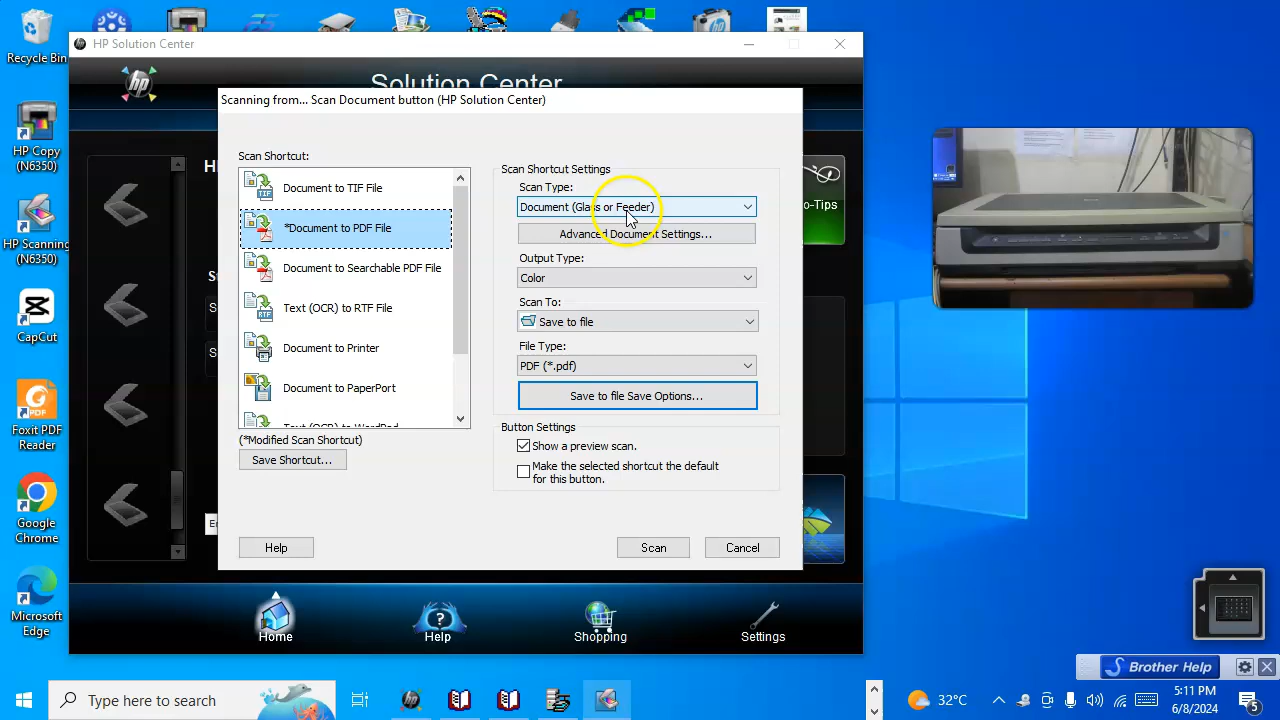 HP Solution Center
Solution Center
Scanning from... Scan Document button (HP Solution Center)
Scan Shortcut:
Document to TIF File
*Document to PDF File
Document to Searchable PDF File
Text (OCR) to RTF File
Document to Printer
Document to PaperPort
(*Modified Scan Shortcut)
Save Shortcut...
Scan Shortcut Settings
Scan Type:
Document (Glass or Feeder)
Advanced Document Settings...
Output Type:
Color
Scan To:
Save to file
File Type:
PDF (*.pdf)
Save to file Save Options...
Button Settings
Show a preview scan.
Make the selected shortcut the default
for this button.
Help
Scan
Cancel
o-Tips
Home
Help
Shopping
Settings
Recycle Bin
HP Copy
(N6350)
HP Scanning
(N6350)
CapCut
Foxit PDF
Reader
Google
Chrome
Microsoft
Edge
Brother Help
Type here to search
32°C
5:11 PM
6/8/2024
5